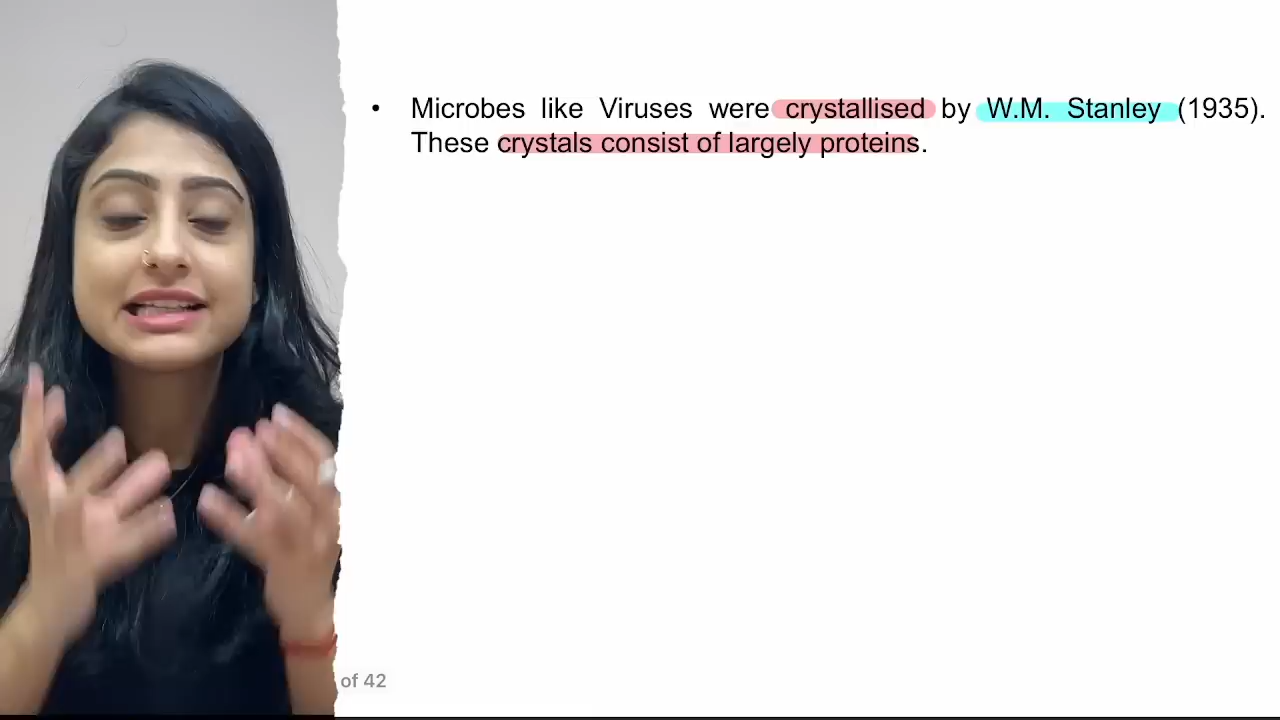 • Microbes like Viruses were crystallised by W.M. Stanley (1935).
These crystals consist of largely proteins.
of 42